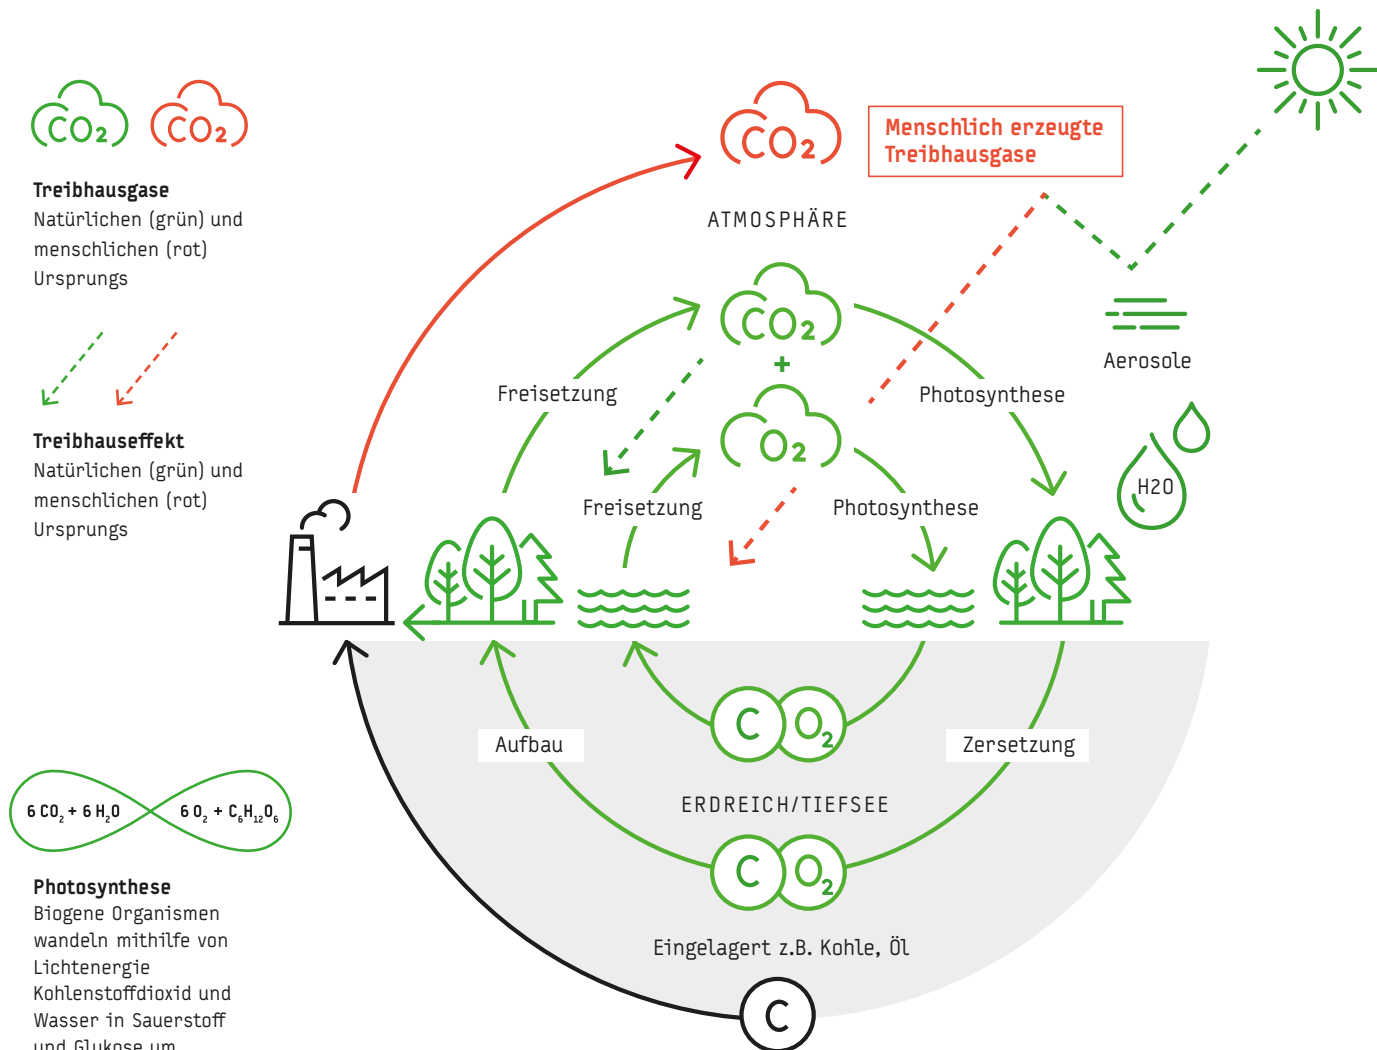 CO2
CO2
Treibhausgase
Natürlichen (grün) und
menschlichen (rot)
Ursprungs
Treibhauseffekt
Natürlichen (grün) und
menschlichen (rot)
Ursprungs
CO2
Menschlich erzeugte
Treibhausgase
ATMOSPHÄRE
CO2
+
O2
Freisetzung
Photosynthese
Freisetzung
Photosynthese
Aerosole
H2O
C O2
Aufbau
Zersetzung
ERDREICH/TIEFSEE
C O2
Eingelagert z.B. Kohle, Öl
C
6 CO2 + 6 H2O
6 O2 + C6H12O6
Photosynthese
Biogene Organismen
wandeln mithilfe von
Lichtenergie
Kohlenstoffdioxid und
Wasser in Sauerstoff
und Glukose um